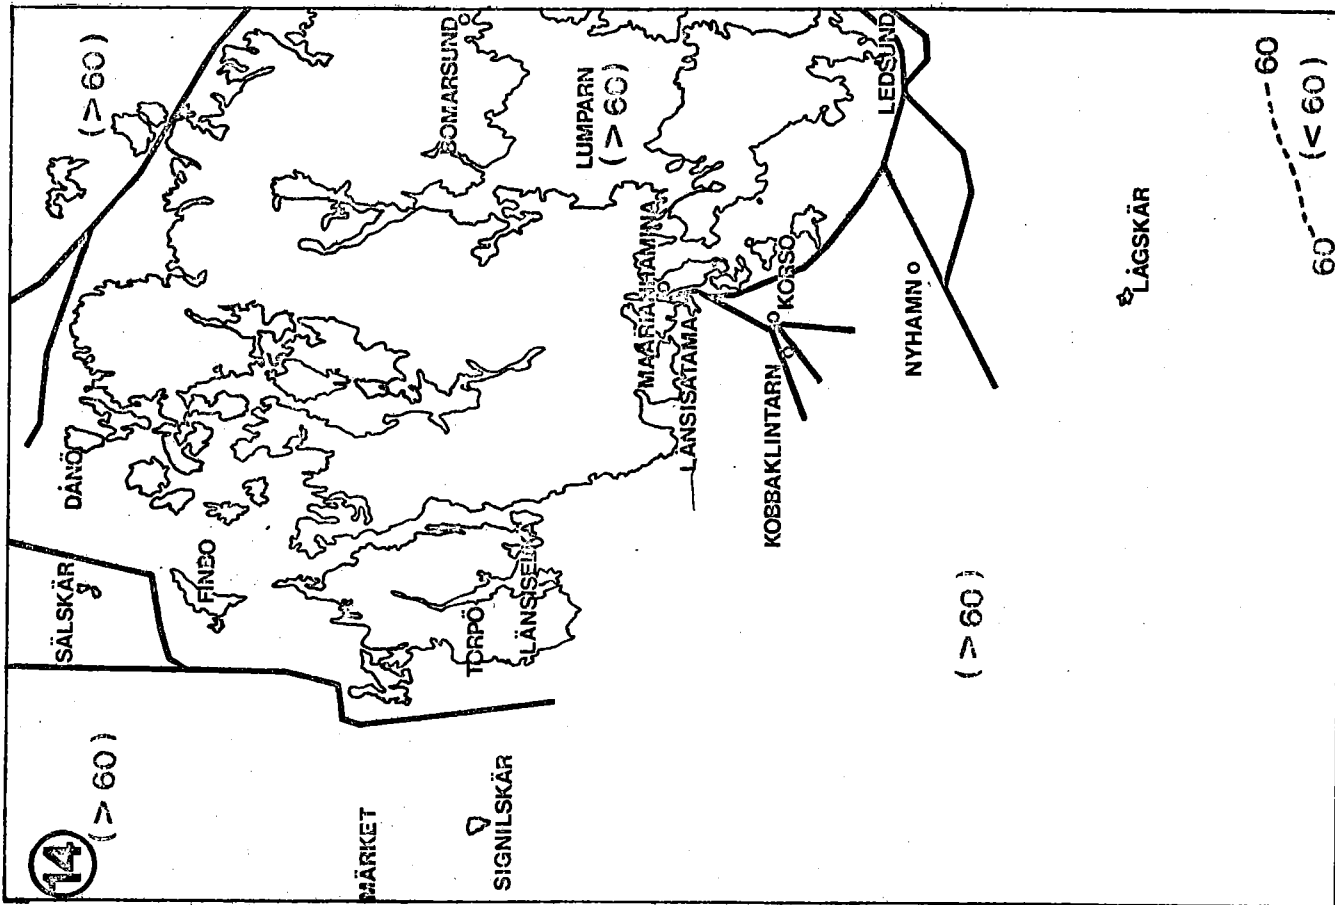 14
(> 60)
MÄRKET
SIGNILSKÄR
SÄLSKÄR
FINBO
TORPÖ
LÄNSISELKÄ
DÅNÖ
(> 60)
BOMARSUND
LUMPARN
(> 60)
MAARIANHAMINA
LÄNSISATAMA
KOBBAKLINTARN
KORSÖ
NYHAMN
LEDSUND
LÅGSKÄR
(> 60)
60
60
(< 60)